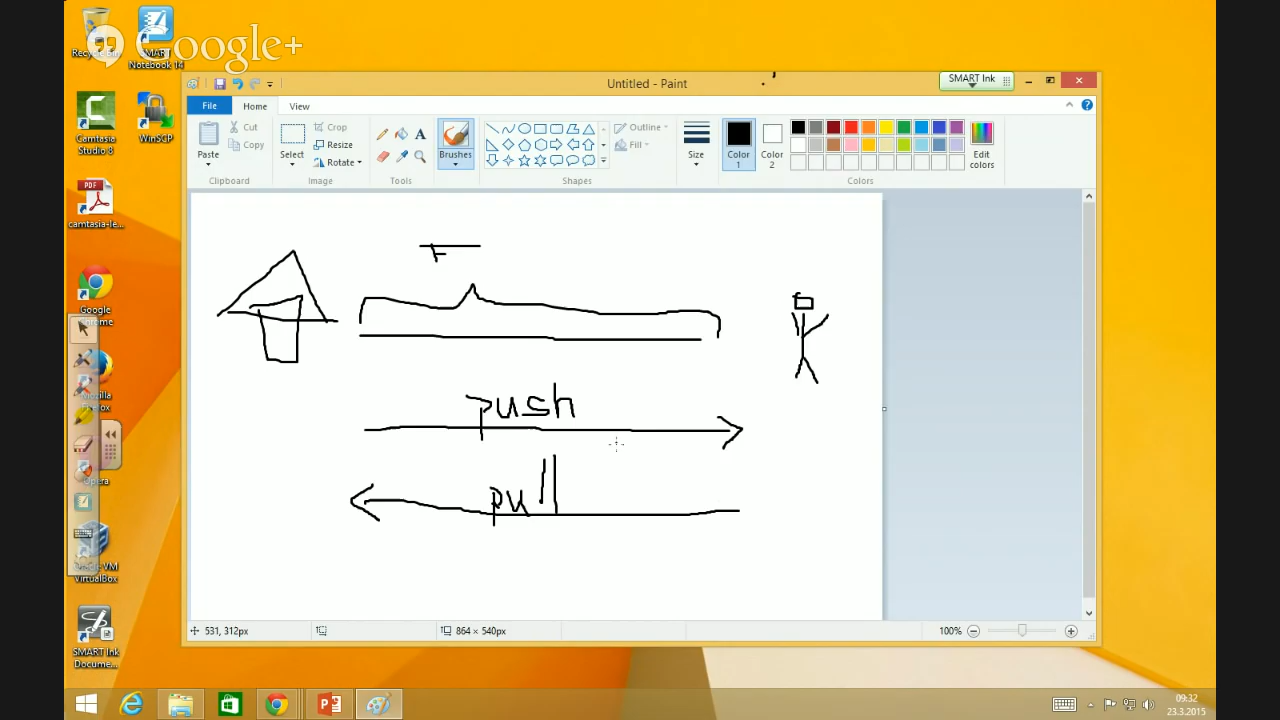 Google+
Recycle Bin
SMART
Notebook 14
Camtasia
Studio 8
WinSCP
PDF
camtasia-le...
Google
Chrome
Mozilla
Firefox
Opera
Oracle VM
VirtualBox
SMART Ink
Docume...
Untitled - Paint
SMART Ink
File
Home
View
Paste
Cut
Copy
Clipboard
Select
Crop
Resize
Rotate
Image
A
Tools
Brushes
Outline
Fill
Shapes
Size
Color
1
Color
2
Edit
colors
Colors
push
pull
531, 312px
864 × 540px
100%
09:32
23.3.2015